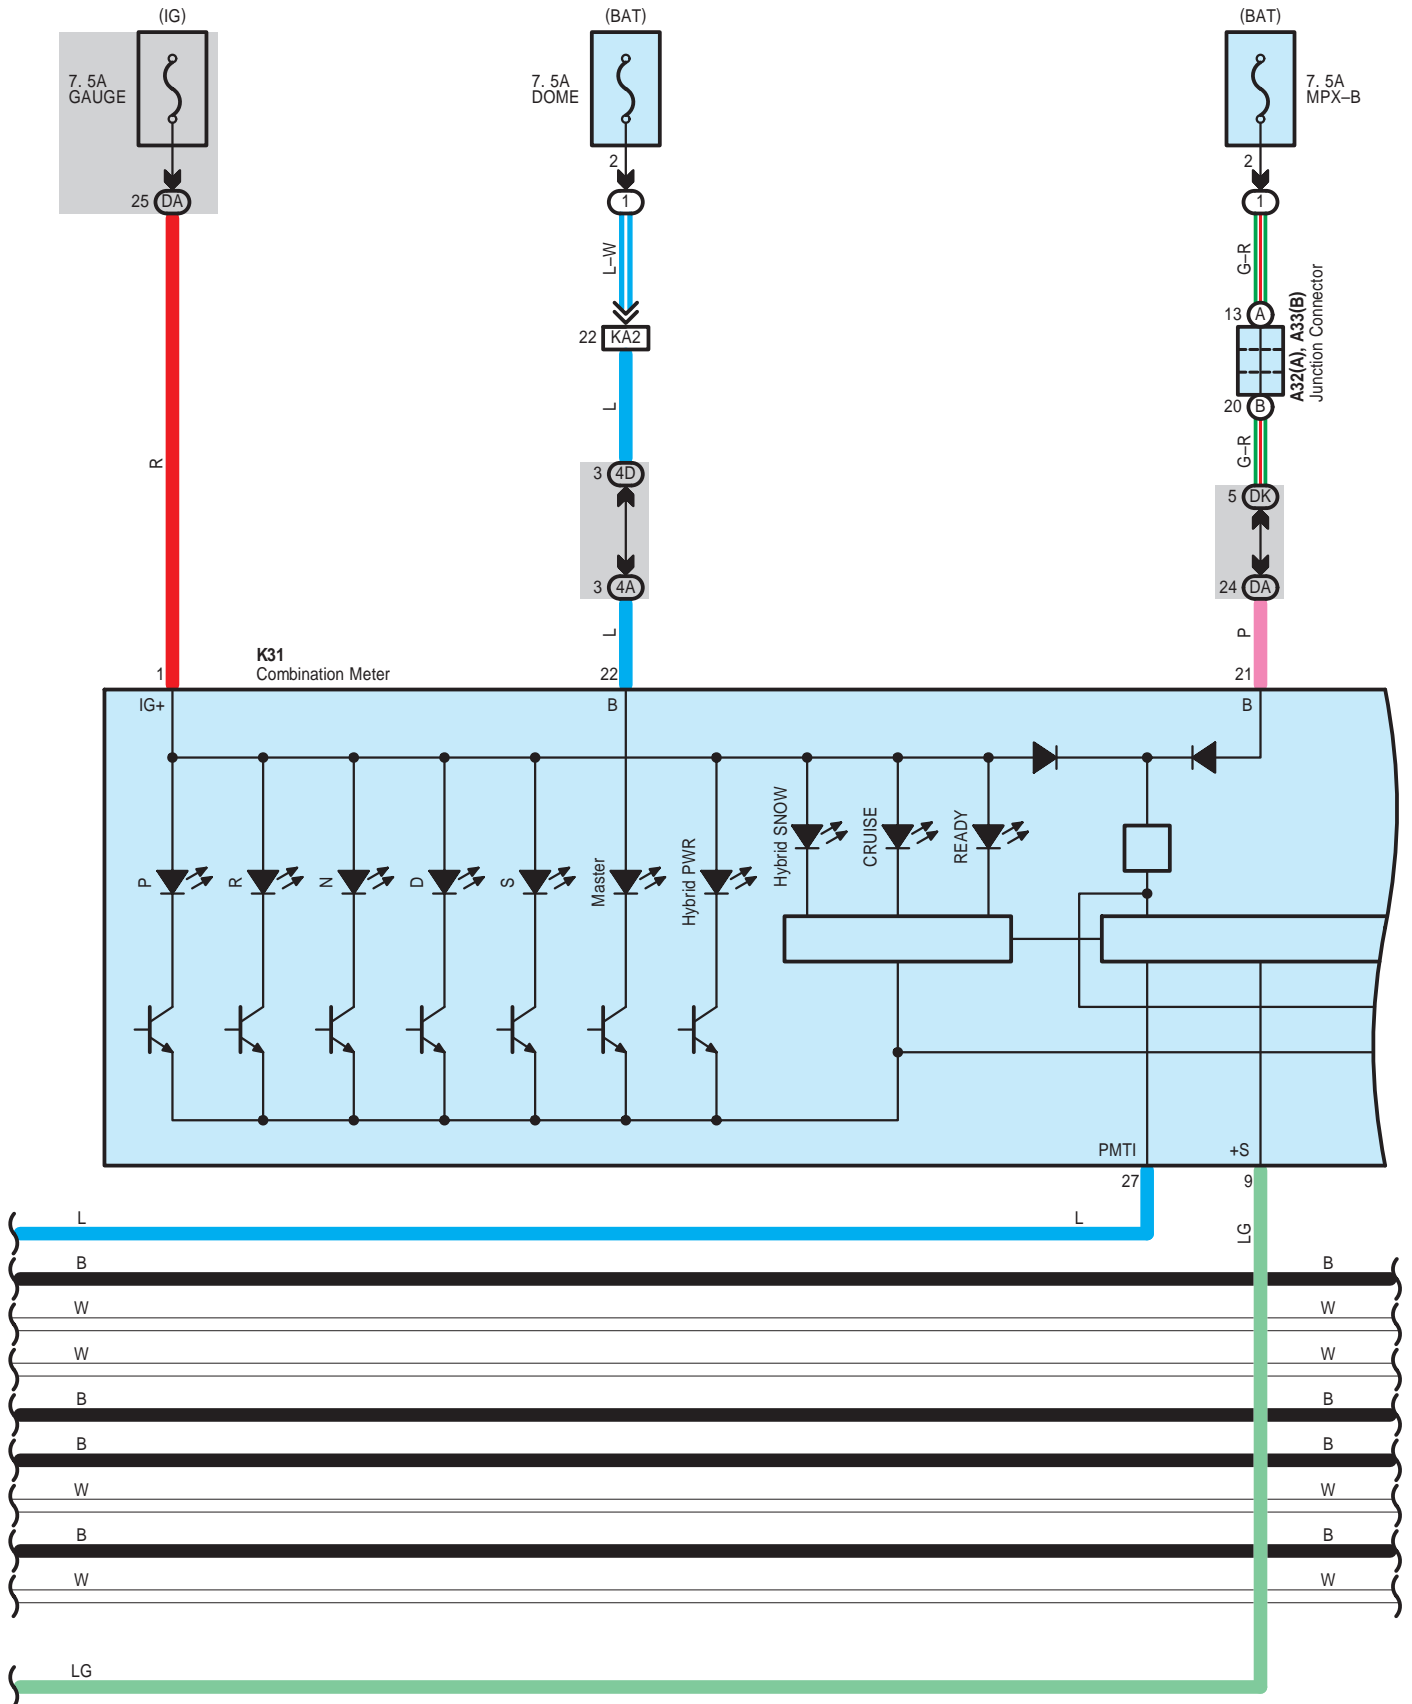 (IG)
(BAT)
(BAT)
7. 5A
GAUGE
7. 5A
DOME
7. 5A
MPX–B
2
2
25 DA
1
1
L–W
G–R
13 A
A32(A), A33(B)
Junction Connector
22 KA2
20 B
L
G–R
R
3 4D
5 DK
3 4A
24 DA
L
P
K31
Combination Meter
1
22
21
IG+
B
B
P
R
N
D
S
Master
Hybrid PWR
Hybrid SNOW
CRUISE
READY
PMTI
+S
27
9
L
L
LG
B
B
W
W
W
W
B
B
B
B
W
W
B
B
W
W
LG